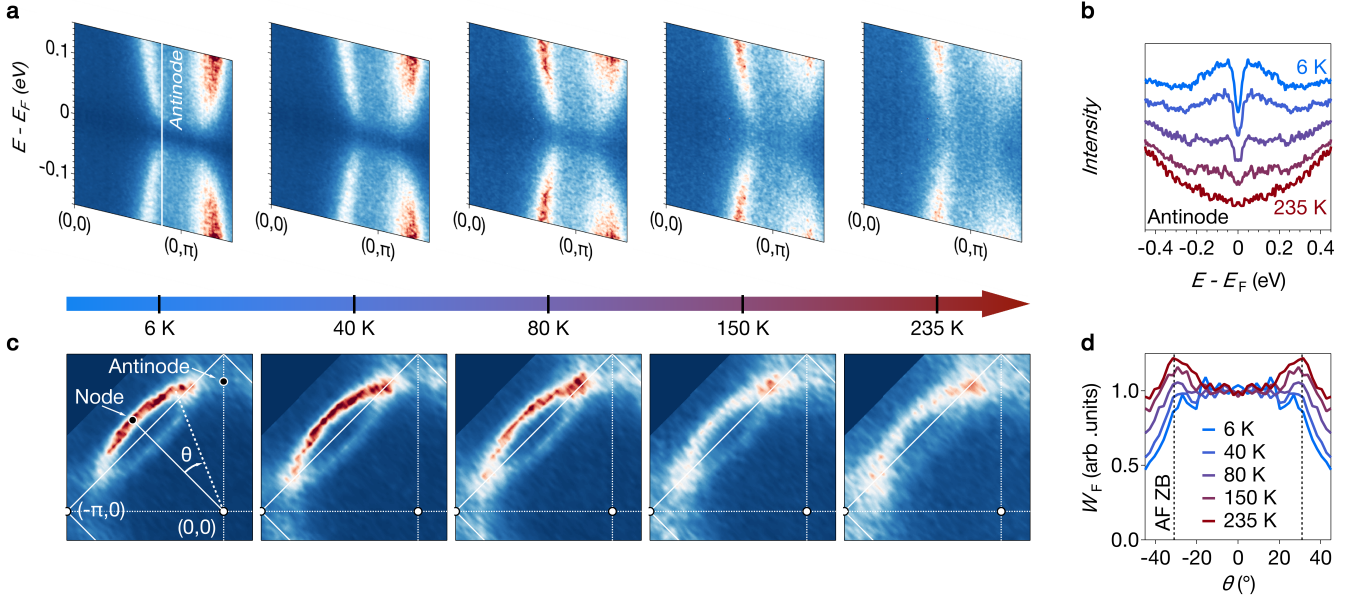 a
0.1
0
-0.1
E - E_F (eV)
Antinode
(0,0)
(0,π)
(0,0)
(0,π)
(0,0)
(0,π)
(0,0)
(0,π)
(0,0)
(0,π)
b
Intensity
6 K
235 K
Antinode
-0.4
-0.2
0
0.2
0.4
E - E_F (eV)
6 K
40 K
80 K
150 K
235 K
c
Antinode
Node
θ
(-π,0)
(0,0)
d
W_F (arb .units)
1.0
0.5
0.0
AF ZB
6 K
40 K
80 K
150 K
235 K
-40
-20
0
20
40
θ (°)